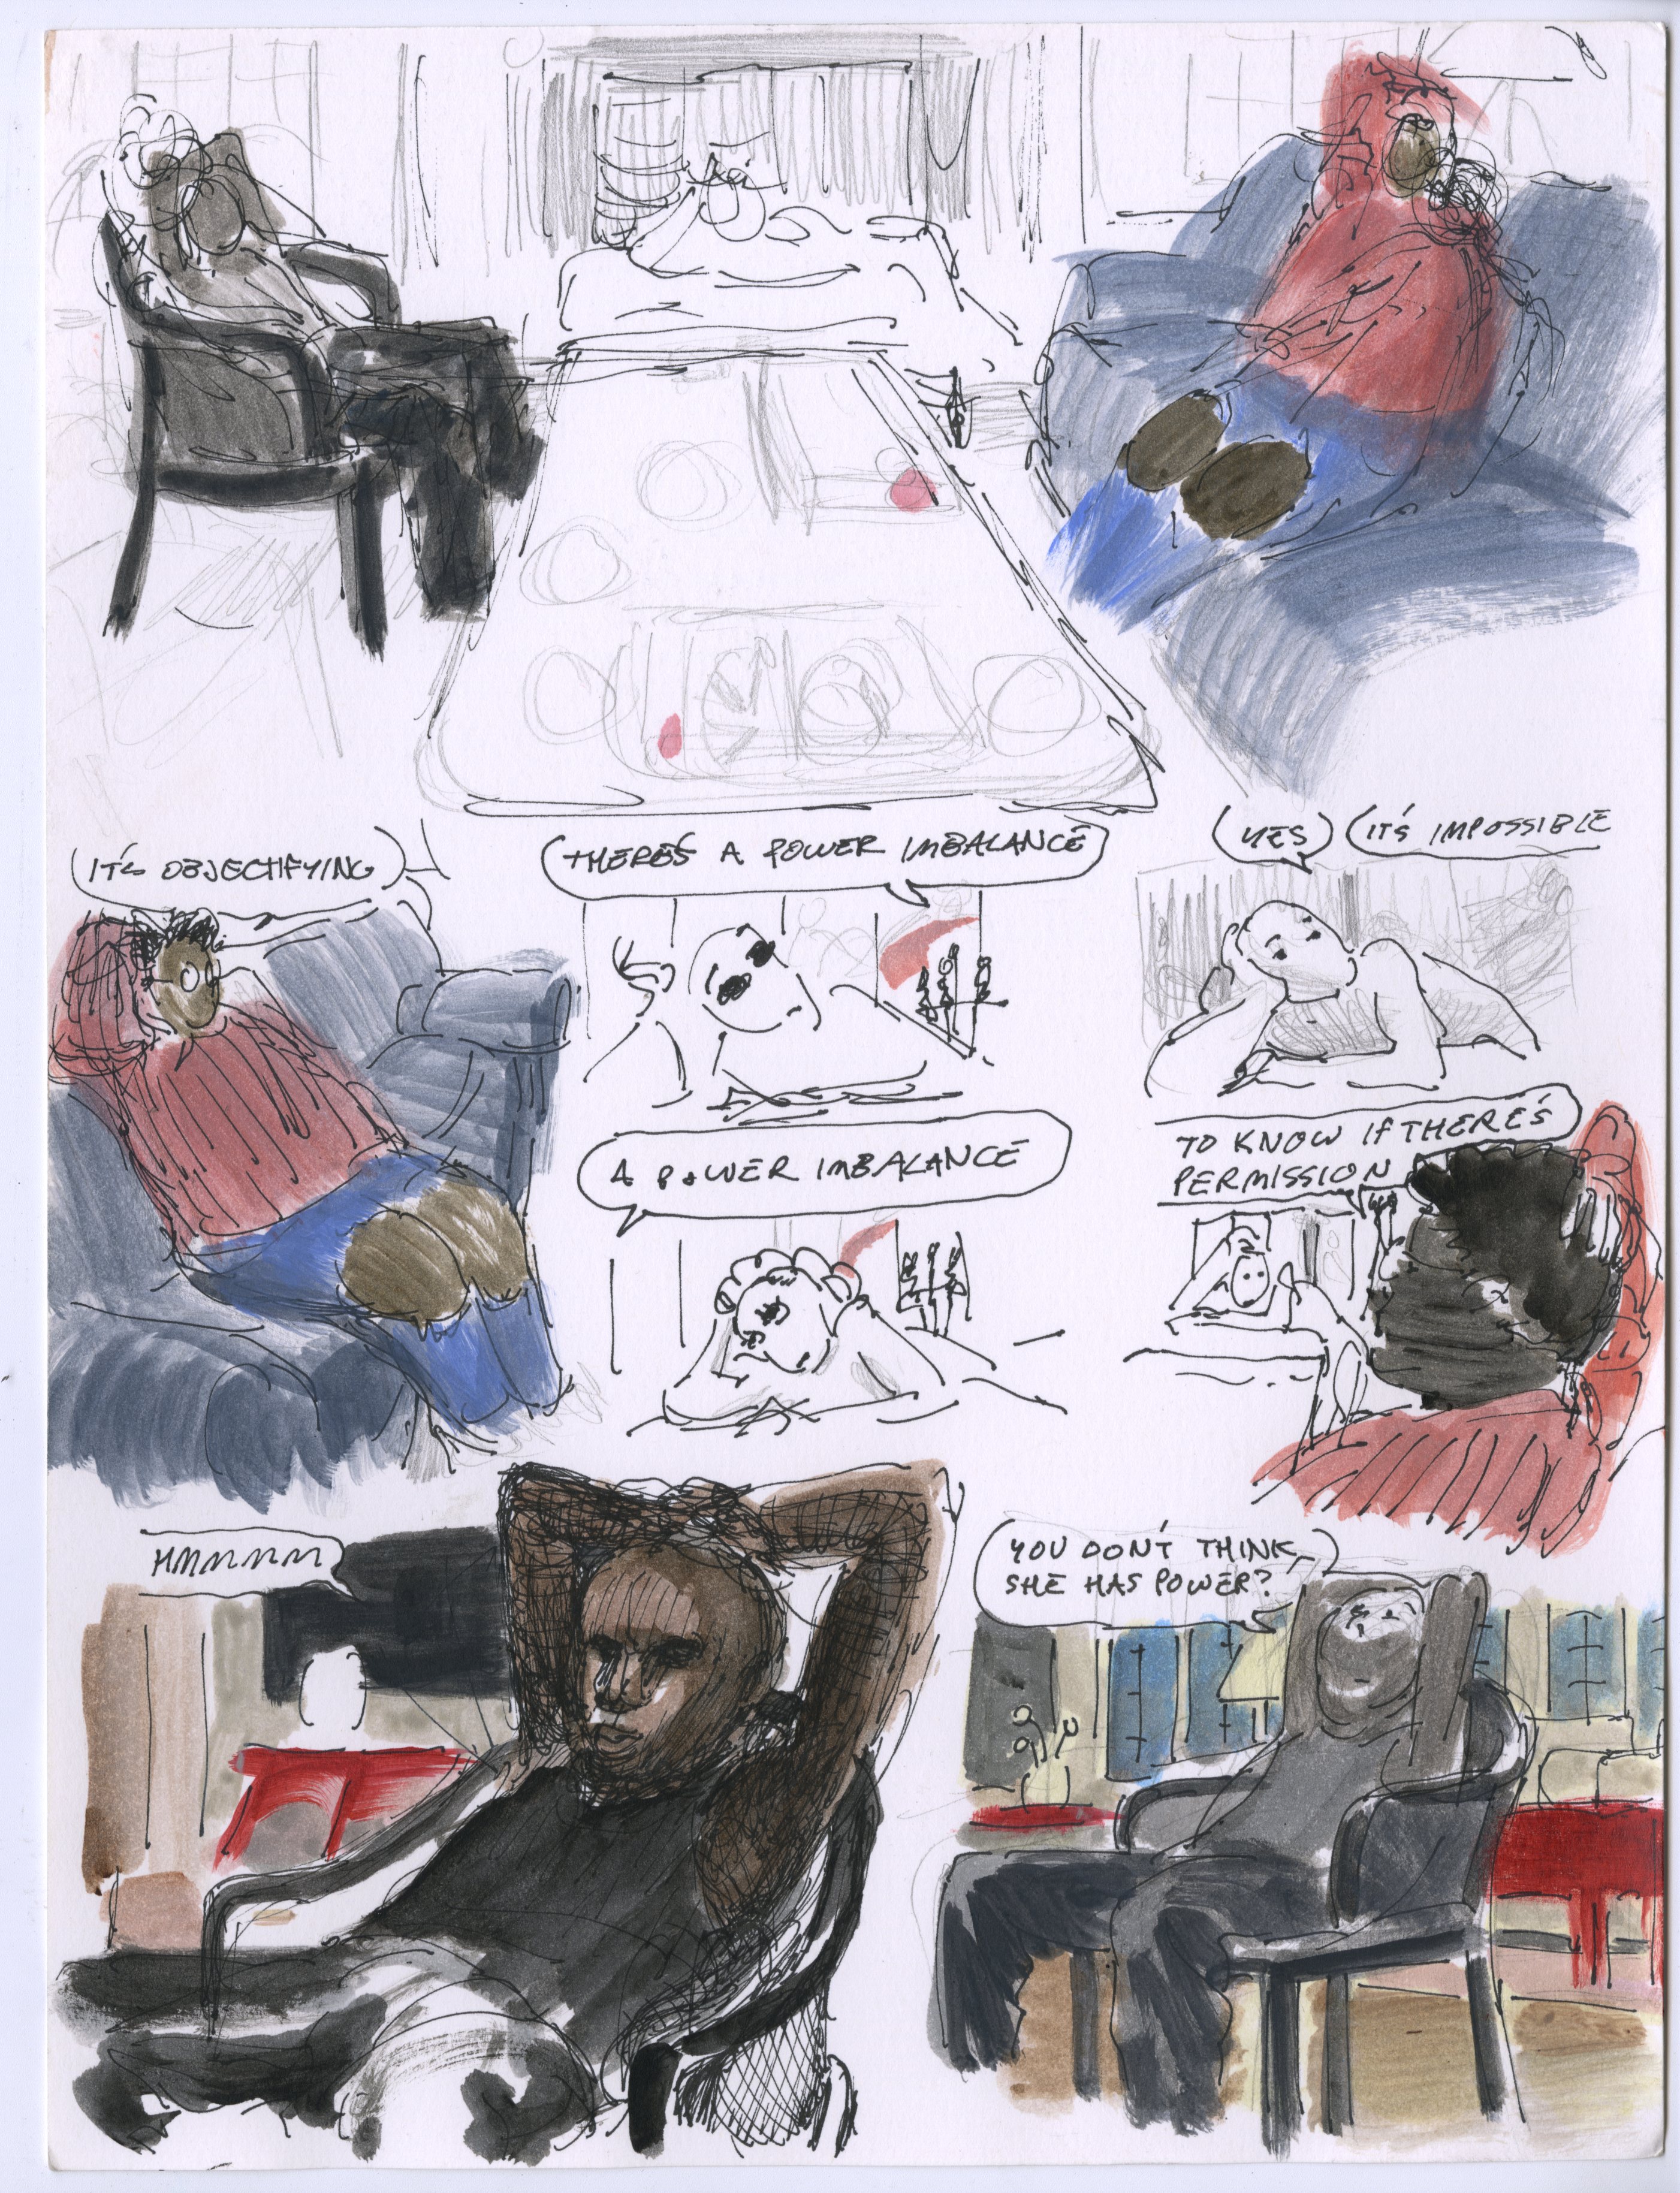 IT'S OBJECTIFYING
THERE'S A POWER IMBALANCE
YES
IT'S IMPOSSIBLE
A POWER IMBALANCE
TO KNOW IF THERE'S
PERMISSION
HMMMMM
YOU DON'T THINK
SHE HAS POWER?